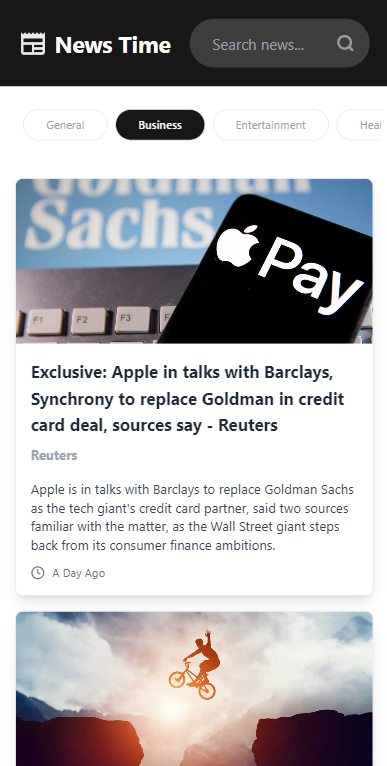 News Time
Search news...
General
Business
Entertainment
Heal
Goldman
Sachs
Pay
F1
F2
F3
Exclusive: Apple in talks with Barclays,
Synchrony to replace Goldman in credit
card deal, sources say - Reuters
Reuters
Apple is in talks with Barclays to replace Goldman Sachs
as the tech giant's credit card partner, said two sources
familiar with the matter, as the Wall Street giant steps
back from its consumer finance ambitions.
A Day Ago